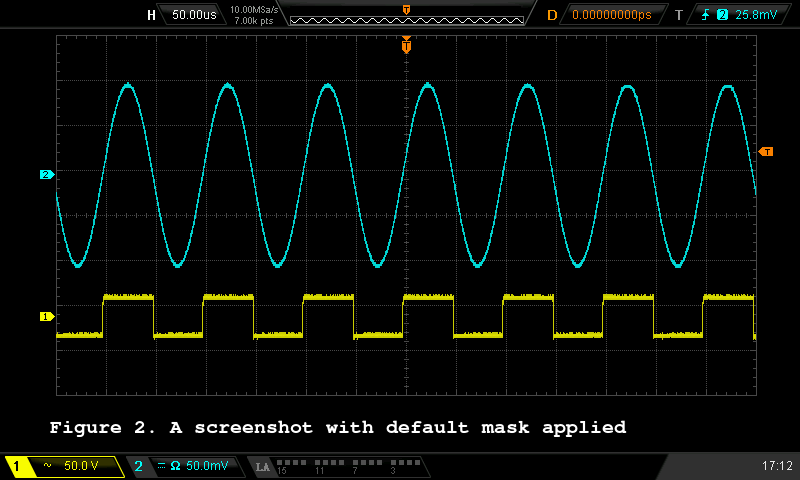 H 50.00us 10.00MSa/s D 0.00000000ps T 2 25.8mV
7.00k pts
T
T
T
2
1
Figure 2. A screenshot with default mask applied
1 ~ 50.0 V 2 Ω 50.0mV LA 15 11 7 3 17:12